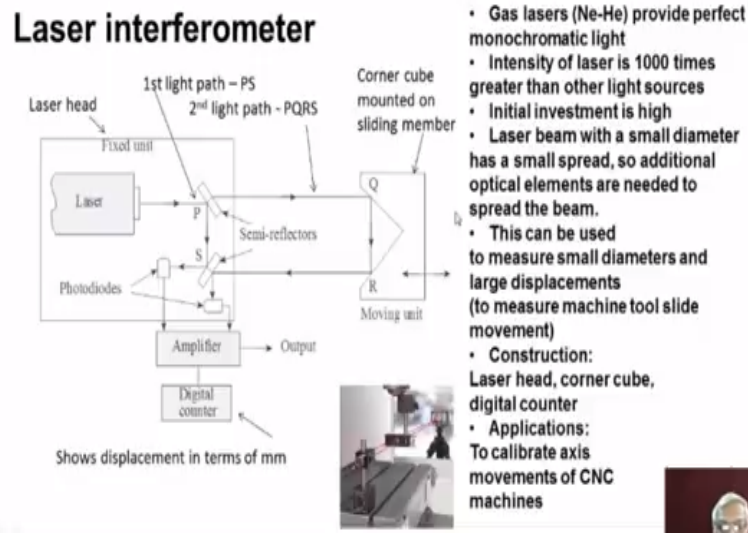 Laser interferometer
1st light path – PS
2nd light path - PQRS
Corner cube
mounted on
sliding member
Laser head
Fixed unit
Laser
P
Q
Semi-reflectors
S
R
Photodiodes
Moving unit
Amplifier
Output
Digital
counter
Shows displacement in terms of mm
• Gas lasers (Ne-He) provide perfect
monochromatic light
• Intensity of laser is 1000 times
greater than other light sources
• Initial investment is high
• Laser beam with a small diameter
has a small spread, so additional
optical elements are needed to
spread the beam.
• This can be used
to measure small diameters and
large displacements
(to measure machine tool slide
movement)
• Construction:
Laser head, corner cube,
digital counter
• Applications:
To calibrate axis
movements of CNC
machines